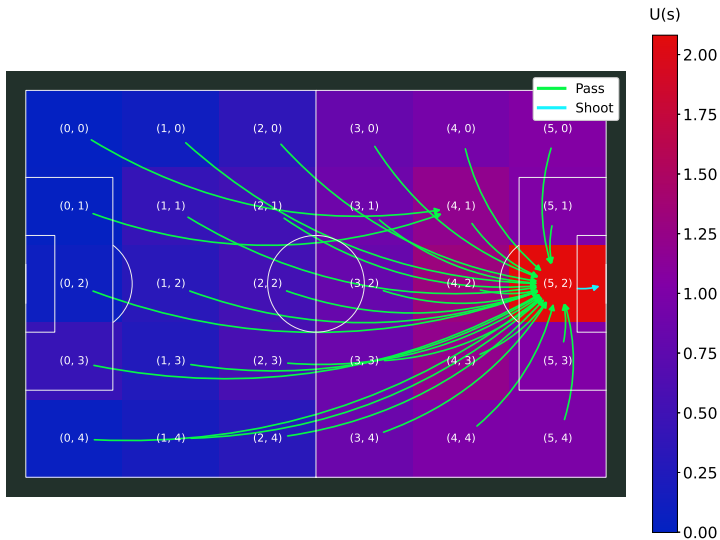 U(s)
Pass
Shoot
(0, 0) (1, 0) (2, 0) (3, 0) (4, 0) (5, 0)
(0, 1) (1, 1) (2, 1) (3, 1) (4, 1) (5, 1)
(0, 2) (1, 2) (2, 2) (3, 2) (4, 2) (5, 2)
(0, 3) (1, 3) (2, 3) (3, 3) (4, 3) (5, 3)
(0, 4) (1, 4) (2, 4) (3, 4) (4, 4) (5, 4)
2.00
1.75
1.50
1.25
1.00
0.75
0.50
0.25
0.00